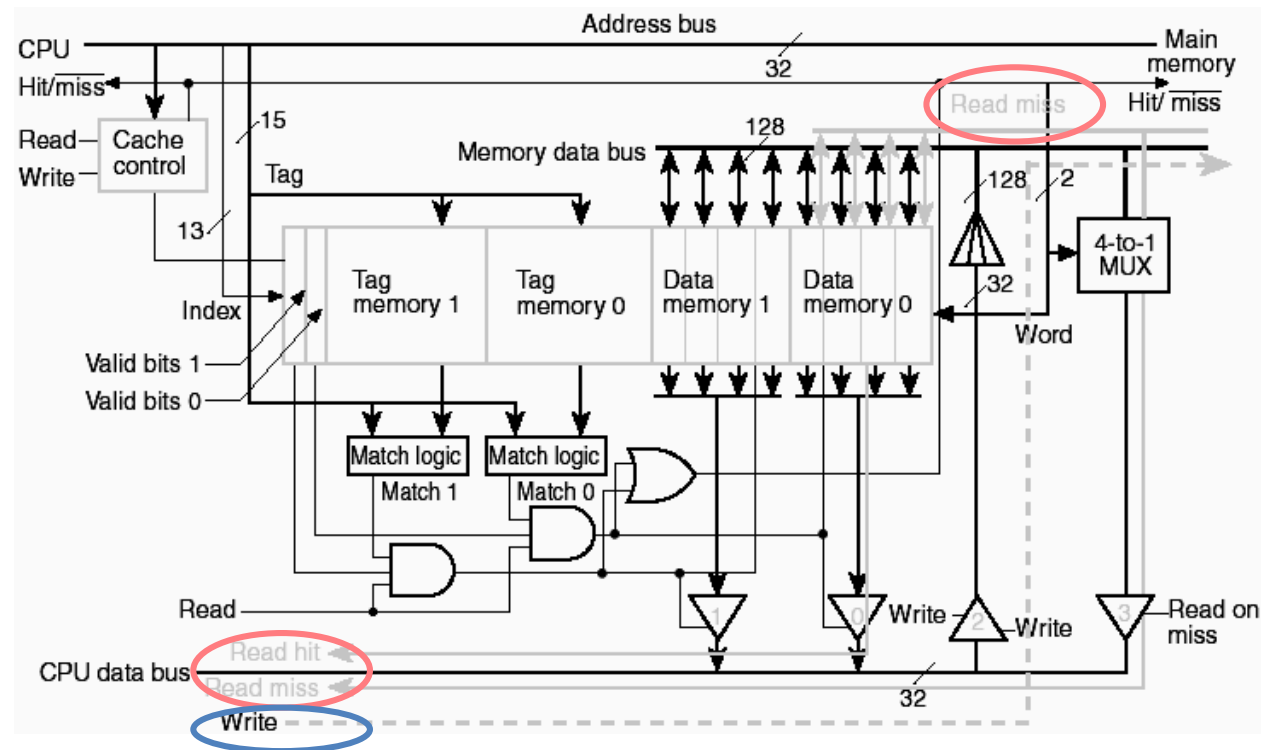 Address bus
CPU
Main
memory
32
Hit/miss
Hit/ miss
Read miss
15
128
Read
Write
Cache
control
Memory data bus
Tag
128
2
13
4-to-1
MUX
Tag
memory 1
Tag
memory 0
Data
memory 1
Data
memory 0
32
Index
Word
Valid bits 1
Valid bits 0
Match logic
Match logic
Match 1
Match 0
Read
1
0
Write
2
Write
3
Read on
miss
Read hit
CPU data bus
Read miss
32
Write